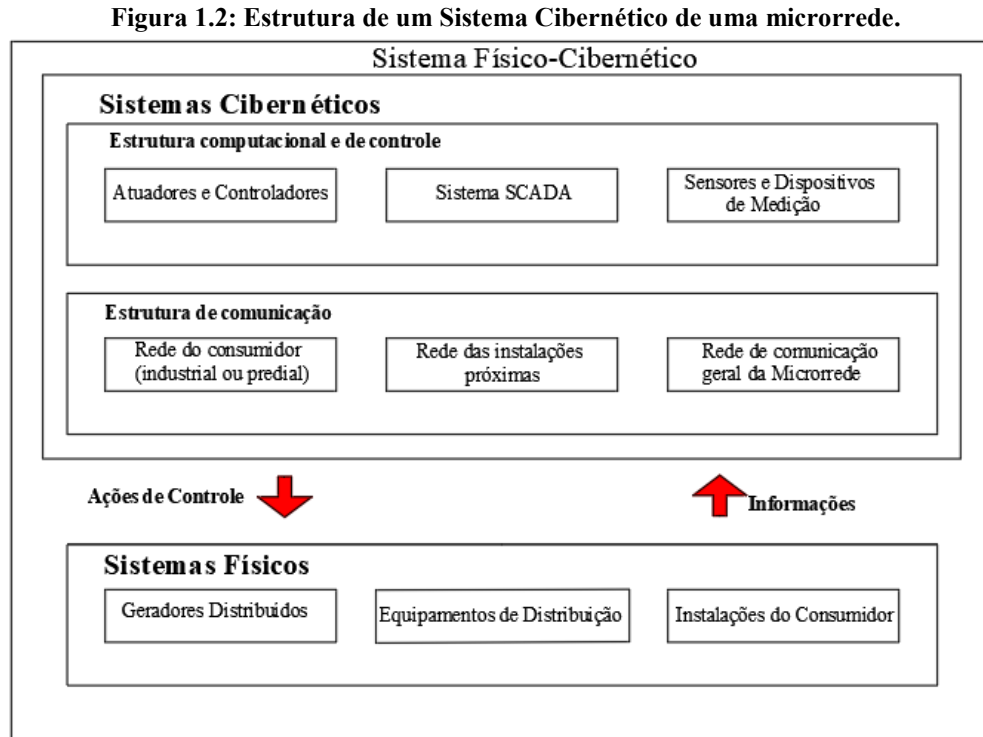 Figura 1.2: Estrutura de um Sistema Cibernético de uma microrrede.
Sistema Físico-Cibernético
Sistemas Cibernéticos
Estrutura computacional e de controle
Atuadores e Controladores
Sistema SCADA
Sensores e Dispositivos
de Medição
Estrutura de comunicação
Rede do consumidor
(industrial ou predial)
Rede das instalações
próximas
Rede de comunicação
geral da Microrrede
Ações de Controle
Informações
Sistemas Físicos
Geradores Distribuidos
Equipamentos de Distribuição
Instalações do Consumidor